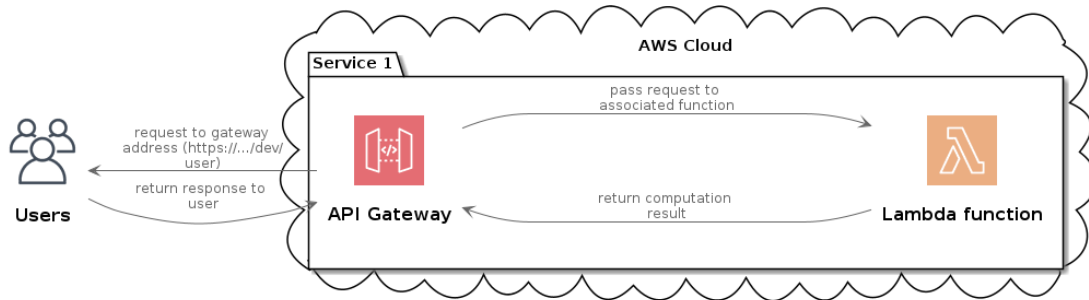 AWS Cloud
Service 1
pass request to
associated function
request to gateway
address (https://.../dev/
user)
return response to
user
return computation
result
Users
API Gateway
Lambda function